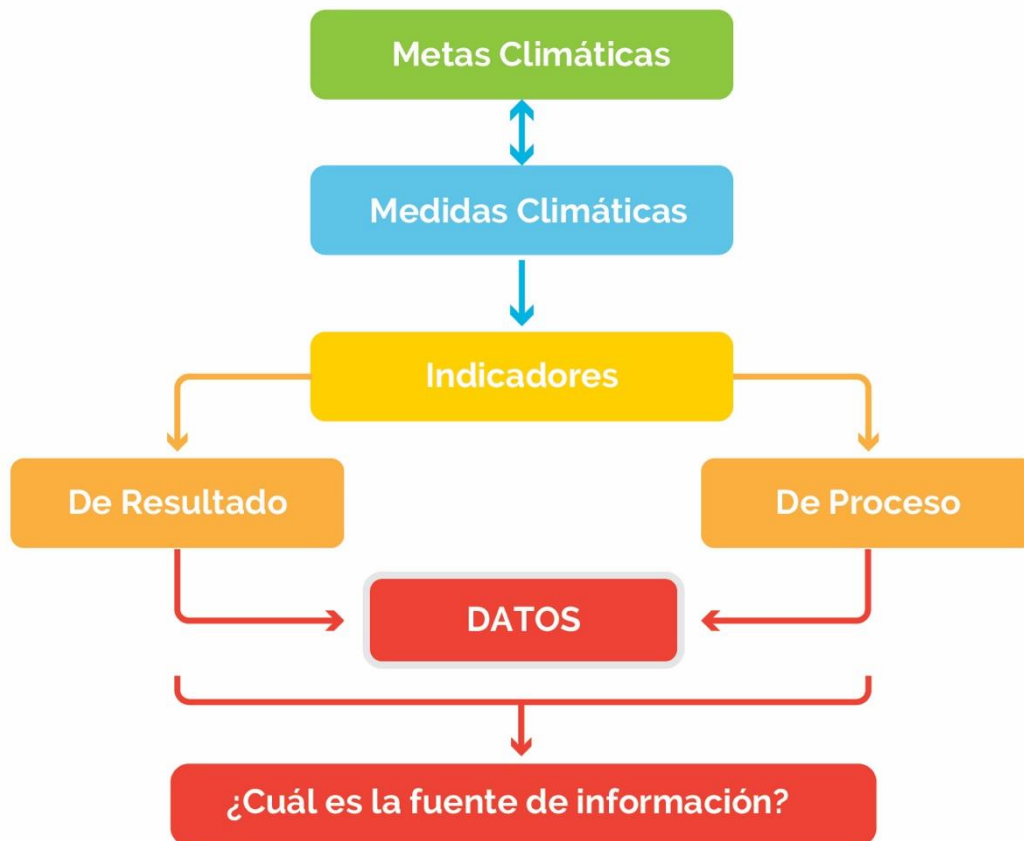 Metas Climáticas
Medidas Climáticas
Indicadores
De Resultado
De Proceso
DATOS
¿Cuál es la fuente de información?